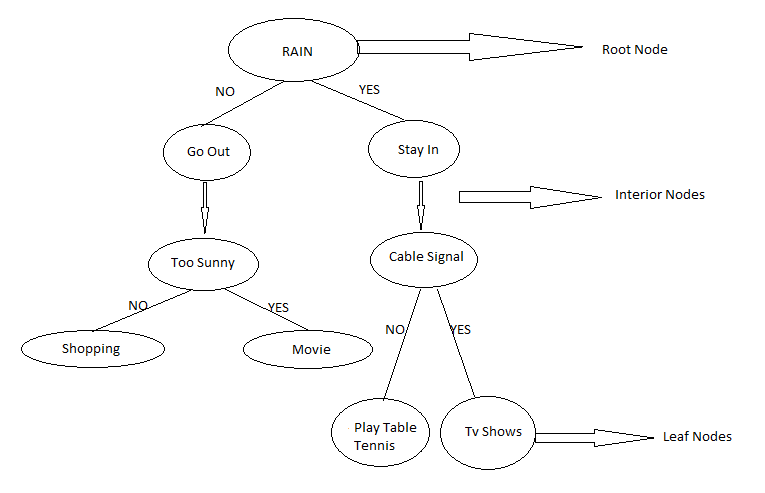 RAIN
Root Node
NO
YES
Go Out
Stay In
Interior Nodes
Too Sunny
Cable Signal
NO
YES
NO
YES
Shopping
Movie
Play Table
Tennis
Tv Shows
Leaf Nodes